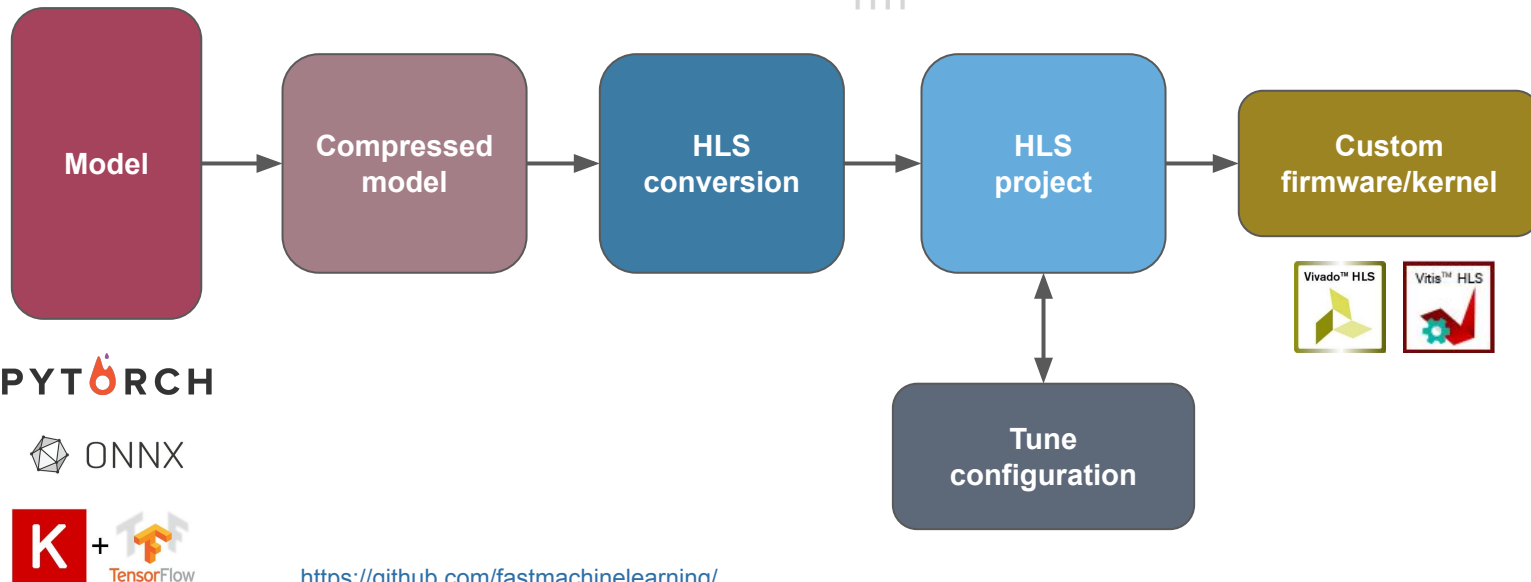 Model
Compressed
model
HLS
conversion
HLS
project
Custom
firmware/kernel
Vivado™ HLS
Vitis™ HLS
PYTORCH
ONNX
Tune
configuration
K
+
TensorFlow
https://github.com/fastmachinelearning/